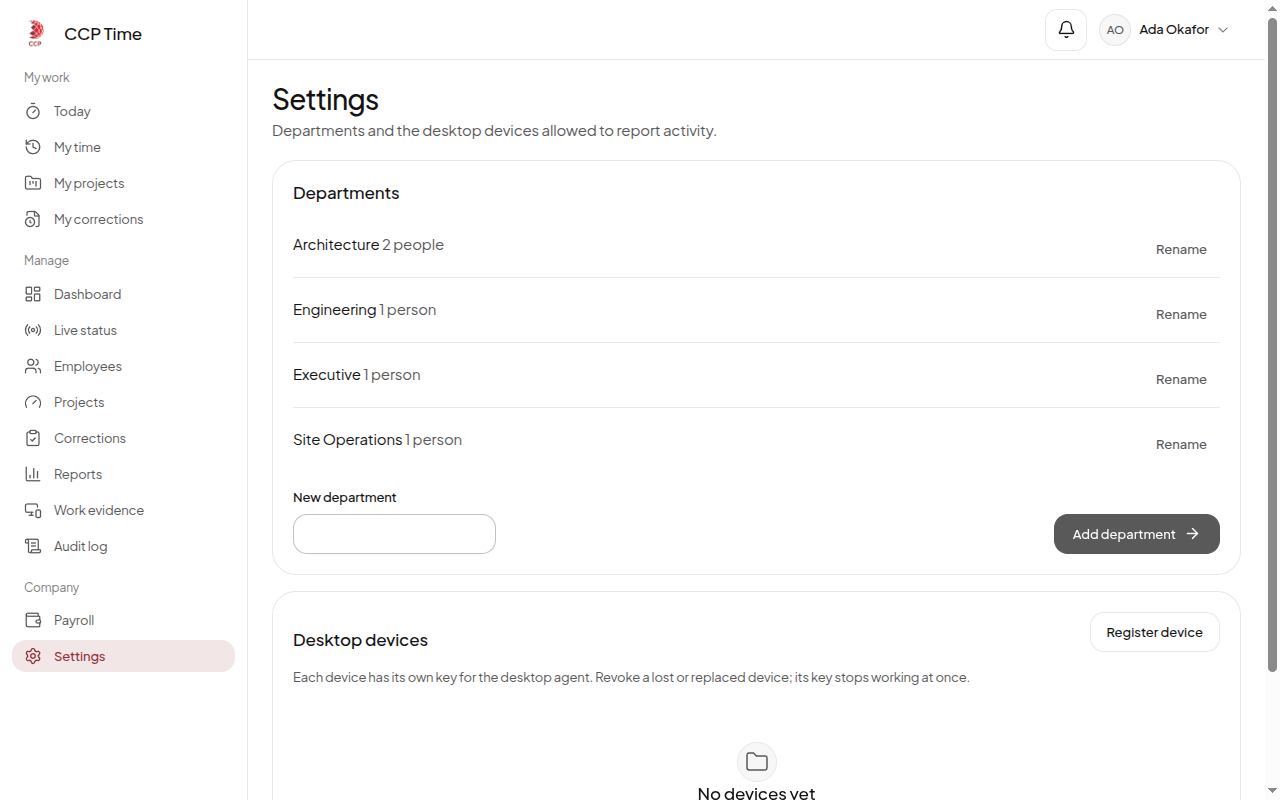 CCP
CCP Time
AO
Ada Okafor
My work
Today
My time
My projects
My corrections
Manage
Dashboard
Live status
Employees
Projects
Corrections
Reports
Work evidence
Audit log
Company
Payroll
Settings
Settings
Departments and the desktop devices allowed to report activity.
Departments
Architecture 2 people
Rename
Engineering 1 person
Rename
Executive 1 person
Rename
Site Operations 1 person
Rename
New department
Add department
Desktop devices
Register device
Each device has its own key for the desktop agent. Revoke a lost or replaced device; its key stops working at once.
No devices yet